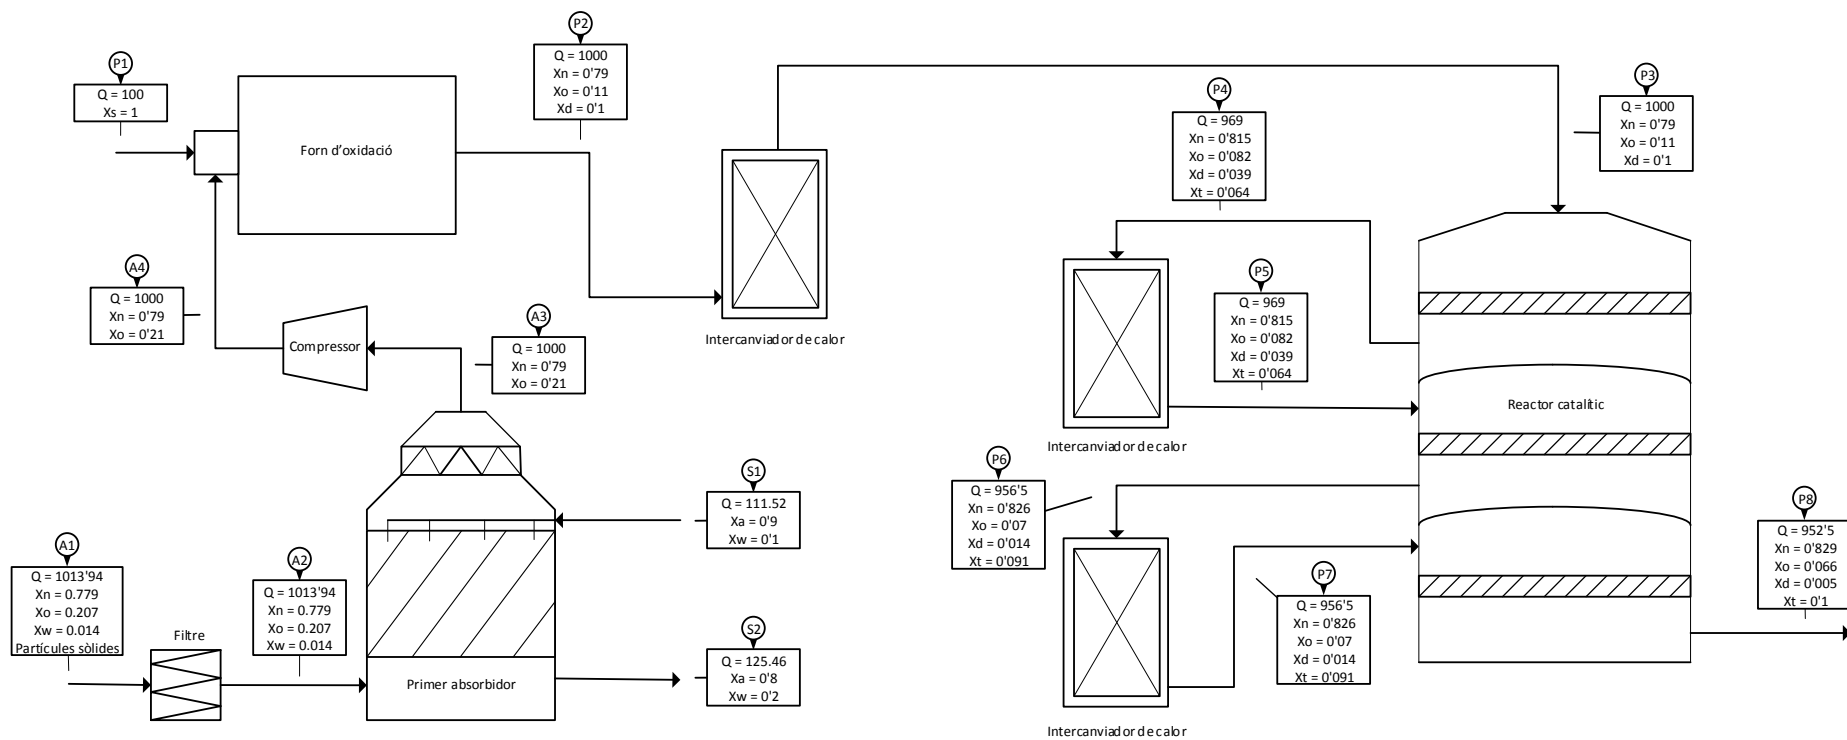 P1
Q = 100
Xs = 1
Forn d'oxidació
P2
Q = 1000
Xn = 0'79
Xo = 0'11
Xd = 0'1
Intercanviador de calor
A4
Q = 1000
Xn = 0'79
Xo = 0'21
Compressor
A3
Q = 1000
Xn = 0'79
Xo = 0'21
A1
Q = 1013'94
Xn = 0.779
Xo = 0.207
Xw = 0.014
Partícules sòlides
Filtre
A2
Q = 1013'94
Xn = 0.779
Xo = 0.207
Xw = 0.014
Primer absorbidor
S1
Q = 111.52
Xa = 0'9
Xw = 0'1
S2
Q = 125.46
Xa = 0'8
Xw = 0'2
P4
Q = 969
Xn = 0'815
Xo = 0'082
Xd = 0'039
Xt = 0'064
P5
Q = 969
Xn = 0'815
Xo = 0'082
Xd = 0'039
Xt = 0'064
Intercanviador de calor
P3
Q = 1000
Xn = 0'79
Xo = 0'11
Xd = 0'1
Reactor catalític
P6
Q = 956'5
Xn = 0'826
Xo = 0'07
Xd = 0'014
Xt = 0'091
Intercanviador de calor
P7
Q = 956'5
Xn = 0'826
Xo = 0'07
Xd = 0'014
Xt = 0'091
P8
Q = 952'5
Xn = 0'829
Xo = 0'066
Xd = 0'005
Xt = 0'1